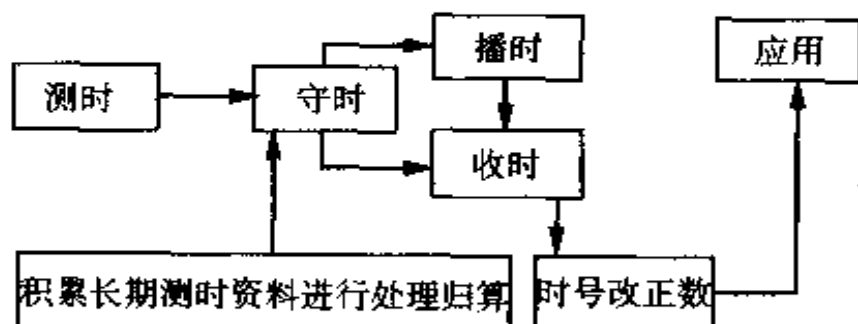 播时
应用
测时
守时
收时
积累长期测时资料进行处理归算
时号改正数